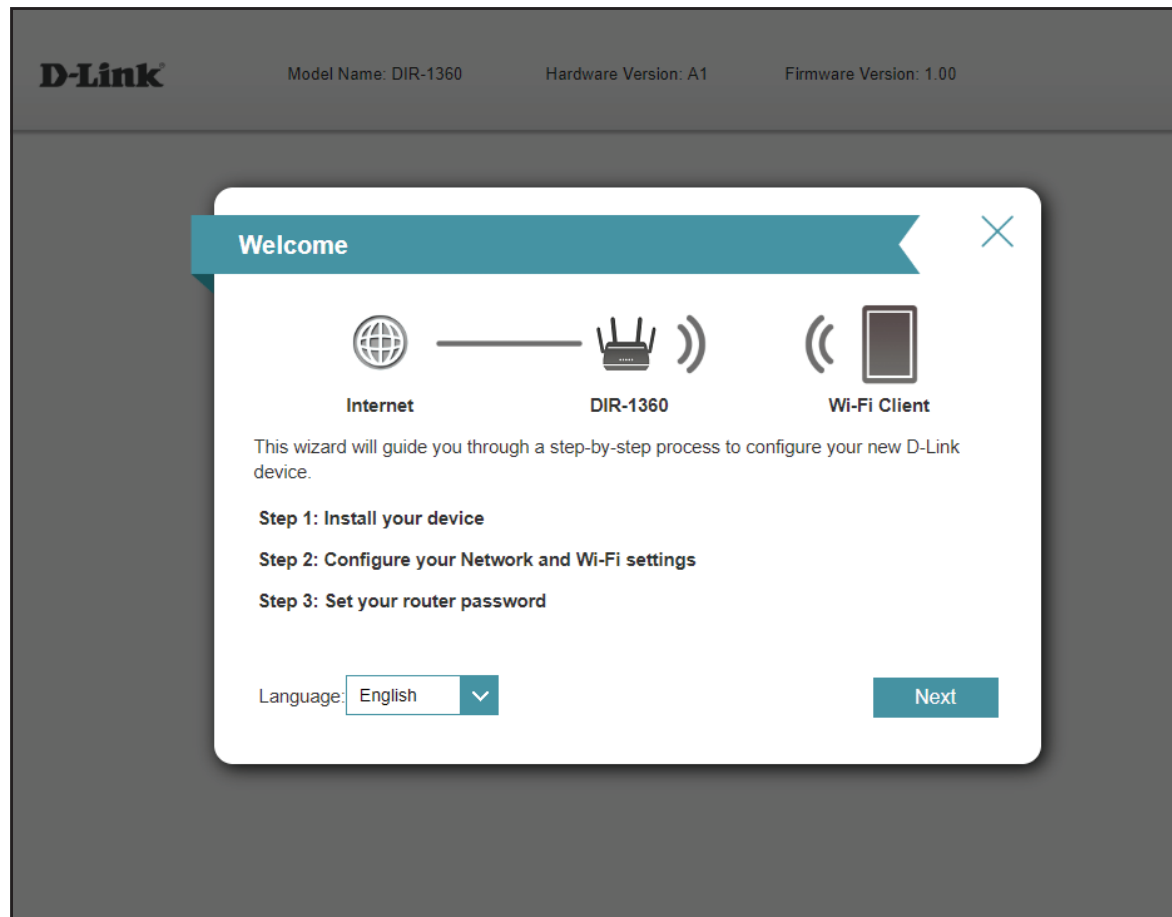 D-Link
Model Name: DIR-1360 Hardware Version: A1 Firmware Version: 1.00
Welcome
Internet DIR-1360 Wi-Fi Client
This wizard will guide you through a step-by-step process to configure your new D-Link
device.
Step 1: Install your device
Step 2: Configure your Network and Wi-Fi settings
Step 3: Set your router password
Language: English
Next